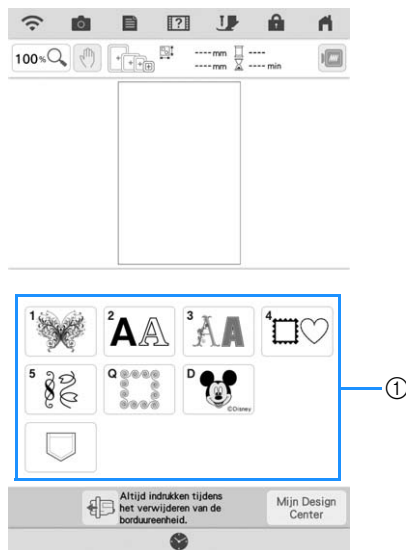 100%
----mm ----
----mm ---- min
1 2 AA 3 AA 4
①
5 Q D
©Disney
Altijd indrukken tijdens
het verwijderen van de
borduureenheid.
Mijn Design
Center